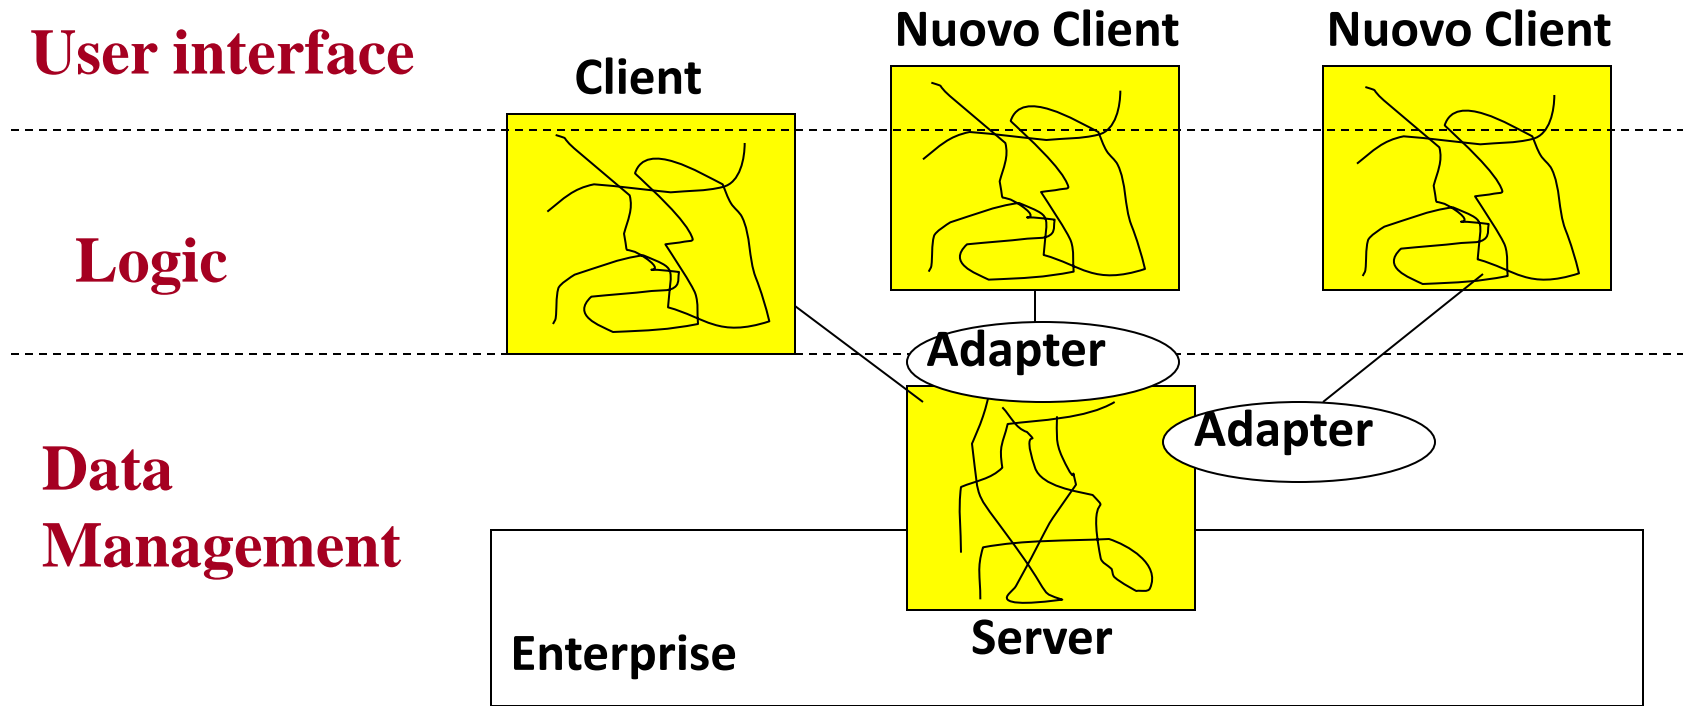 User interface
Client
Nuovo Client
Nuovo Client
Logic
Adapter
Adapter
Data
Management
Server
Enterprise